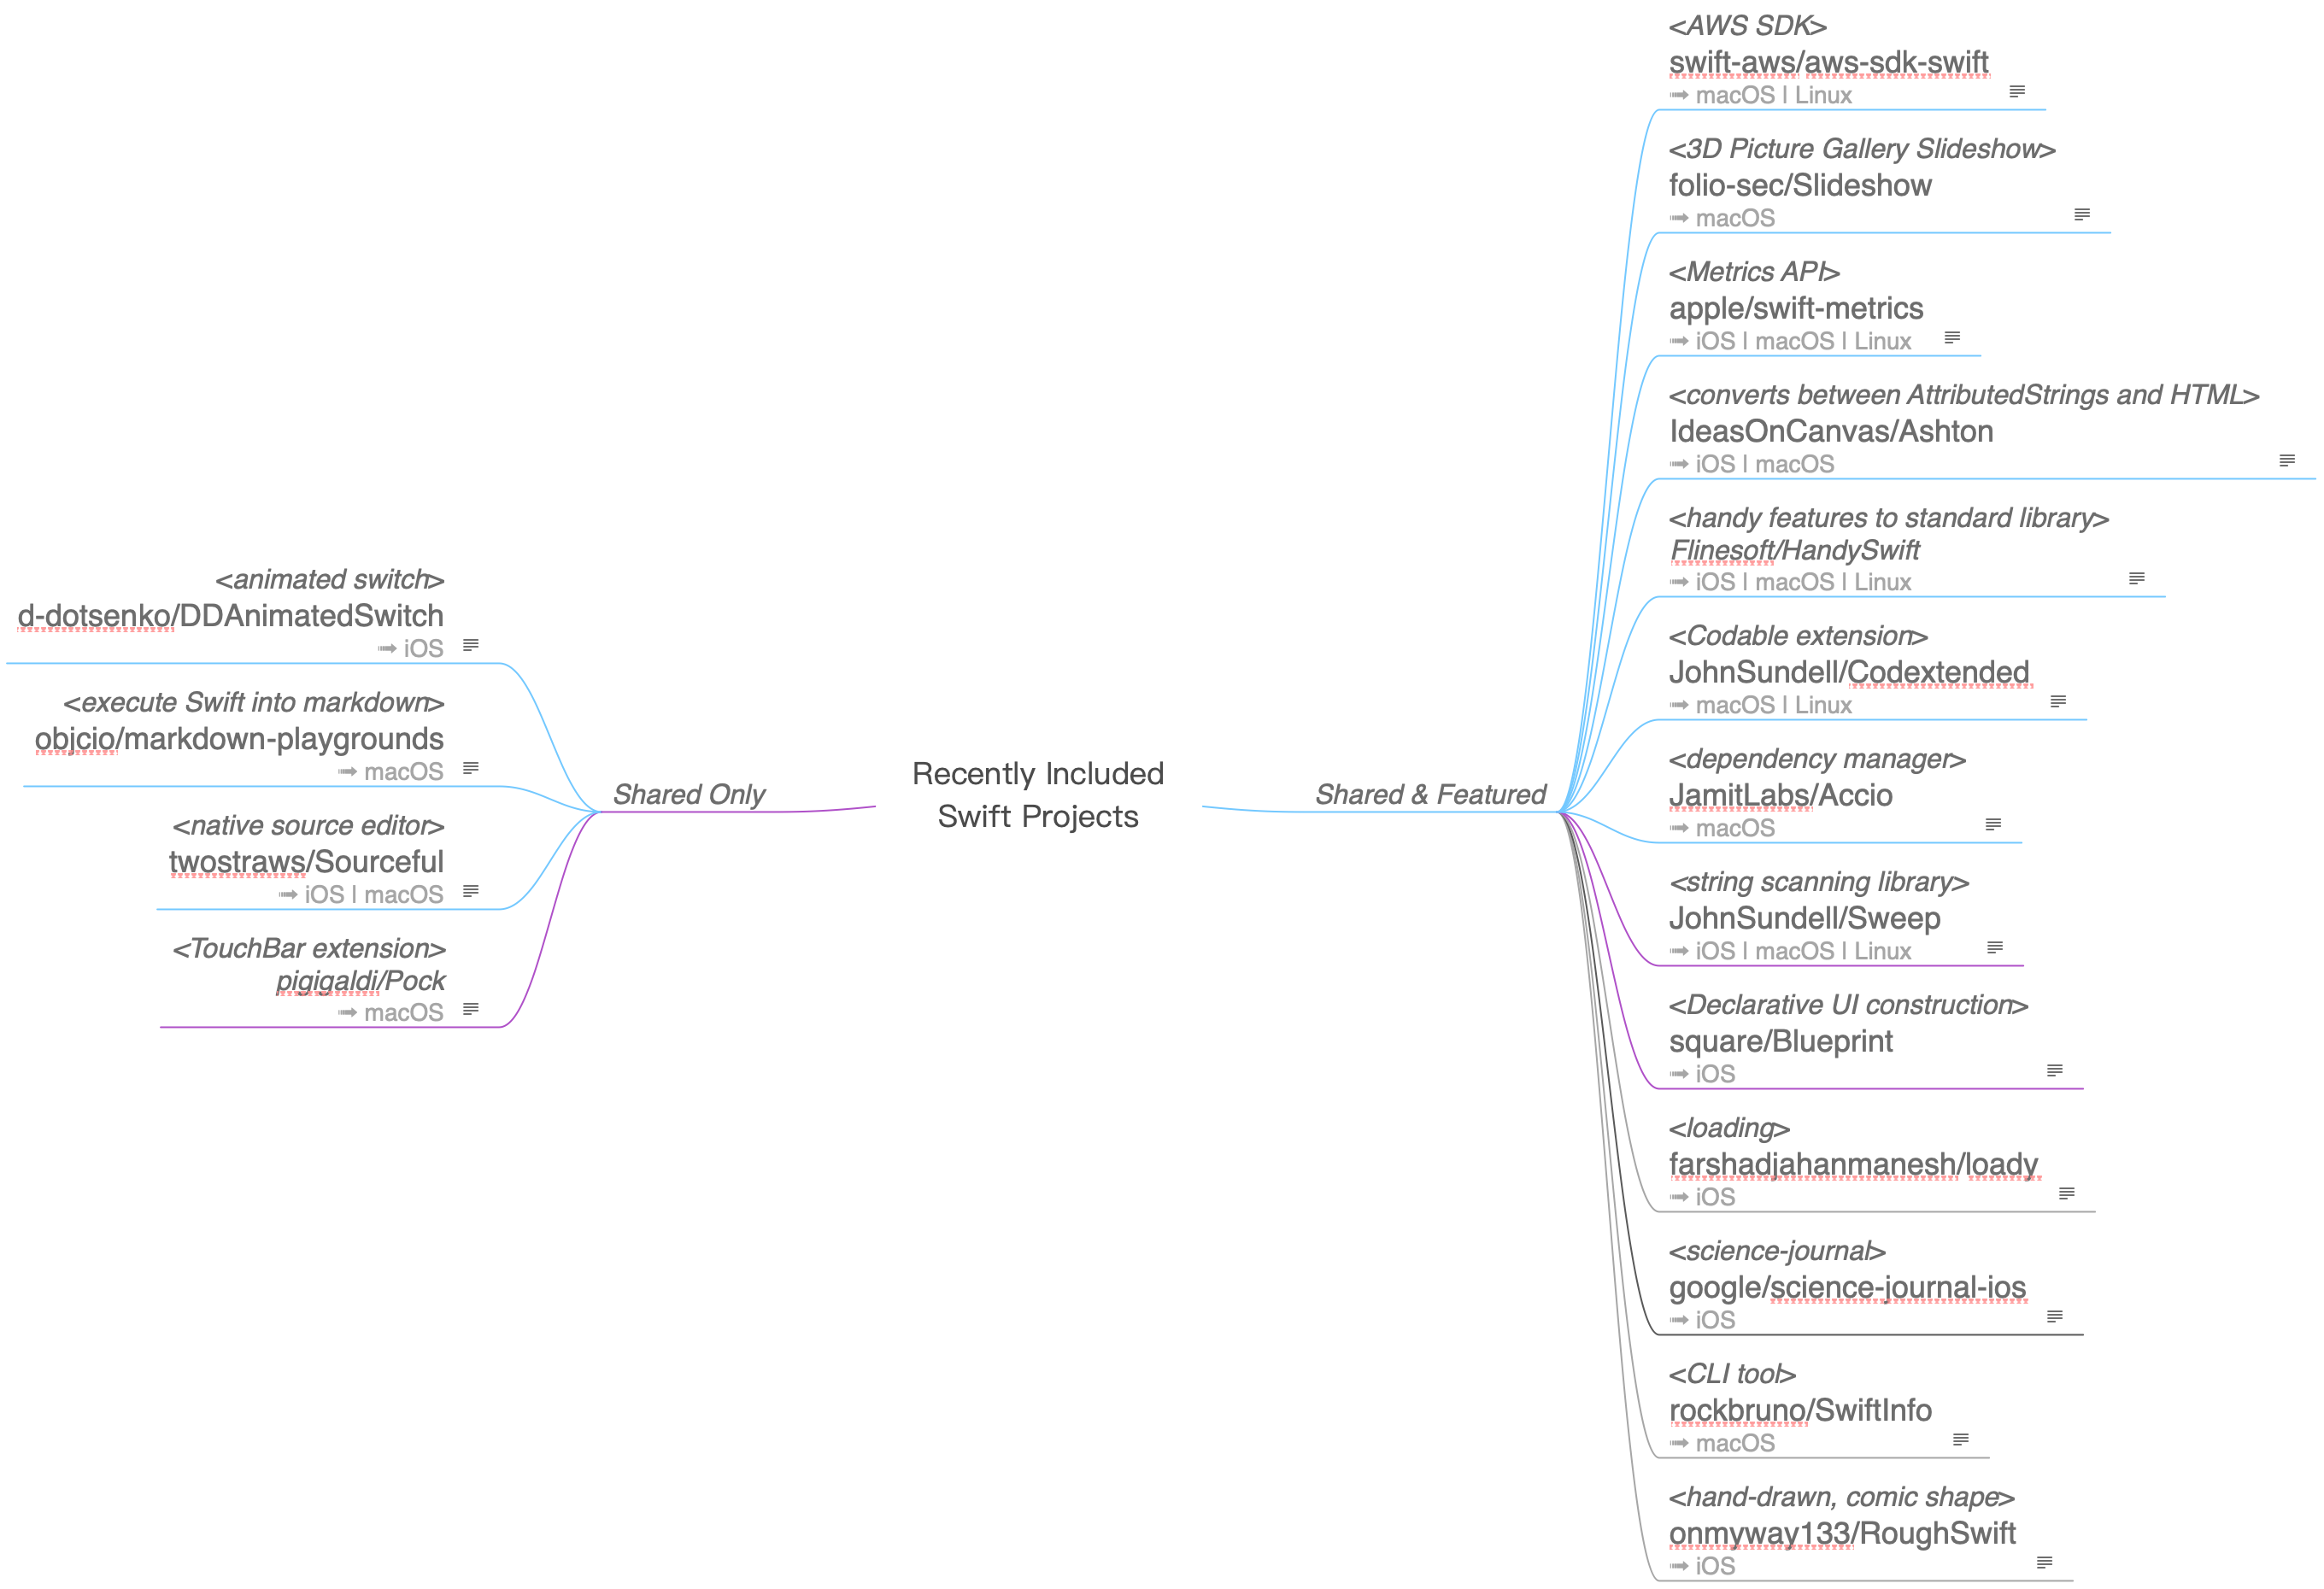 Recently Included
Swift Projects
Shared Only
<animated switch>
d-dotsenko/DDAnimatedSwitch
➟ iOS
<execute Swift into markdown>
objcio/markdown-playgrounds
➟ macOS
<native source editor>
twostraws/Sourceful
➟ iOS | macOS
<TouchBar extension>
pigigaldi/Pock
➟ macOS
Shared & Featured
<AWS SDK>
swift-aws/aws-sdk-swift
➟ macOS | Linux
<3D Picture Gallery Slideshow>
folio-sec/Slideshow
➟ macOS
<Metrics API>
apple/swift-metrics
➟ iOS | macOS | Linux
<converts between AttributedStrings and HTML>
IdeasOnCanvas/Ashton
➟ iOS | macOS
<handy features to standard library>
Flinesoft/HandySwift
➟ iOS | macOS | Linux
<Codable extension>
JohnSundell/Codextended
➟ macOS | Linux
<dependency manager>
JamitLabs/Accio
➟ macOS
<string scanning library>
JohnSundell/Sweep
➟ iOS | macOS | Linux
<Declarative UI construction>
square/Blueprint
➟ iOS
<loading>
farshadjahanmanesh/loady
➟ iOS
<science-journal>
google/science-journal-ios
➟ iOS
<CLI tool>
rockbruno/SwiftInfo
➟ macOS
<hand-drawn, comic shape>
onmyway133/RoughSwift
➟ iOS